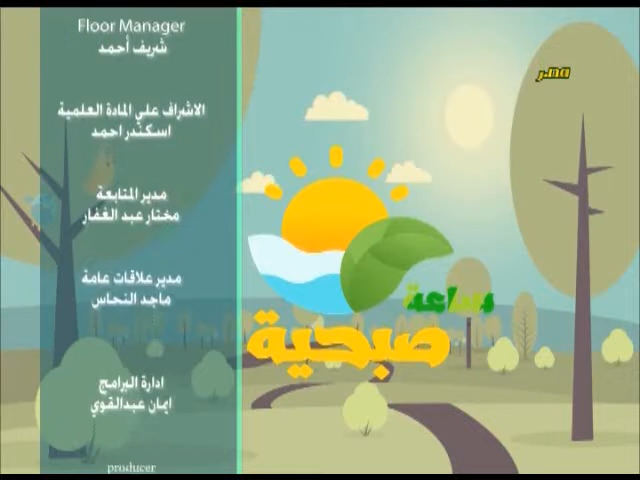 Floor Manager
شريف أحمد
الاشراف علي المادة العلمية
اسكندر احمد
مدير المتابعة
مختار عبد الغفار
مدير علاقات عامة
ماجد النحاس
ادارة البرامج
ايمان عبدالقوي
producer
مصر
ساعة
صبحية